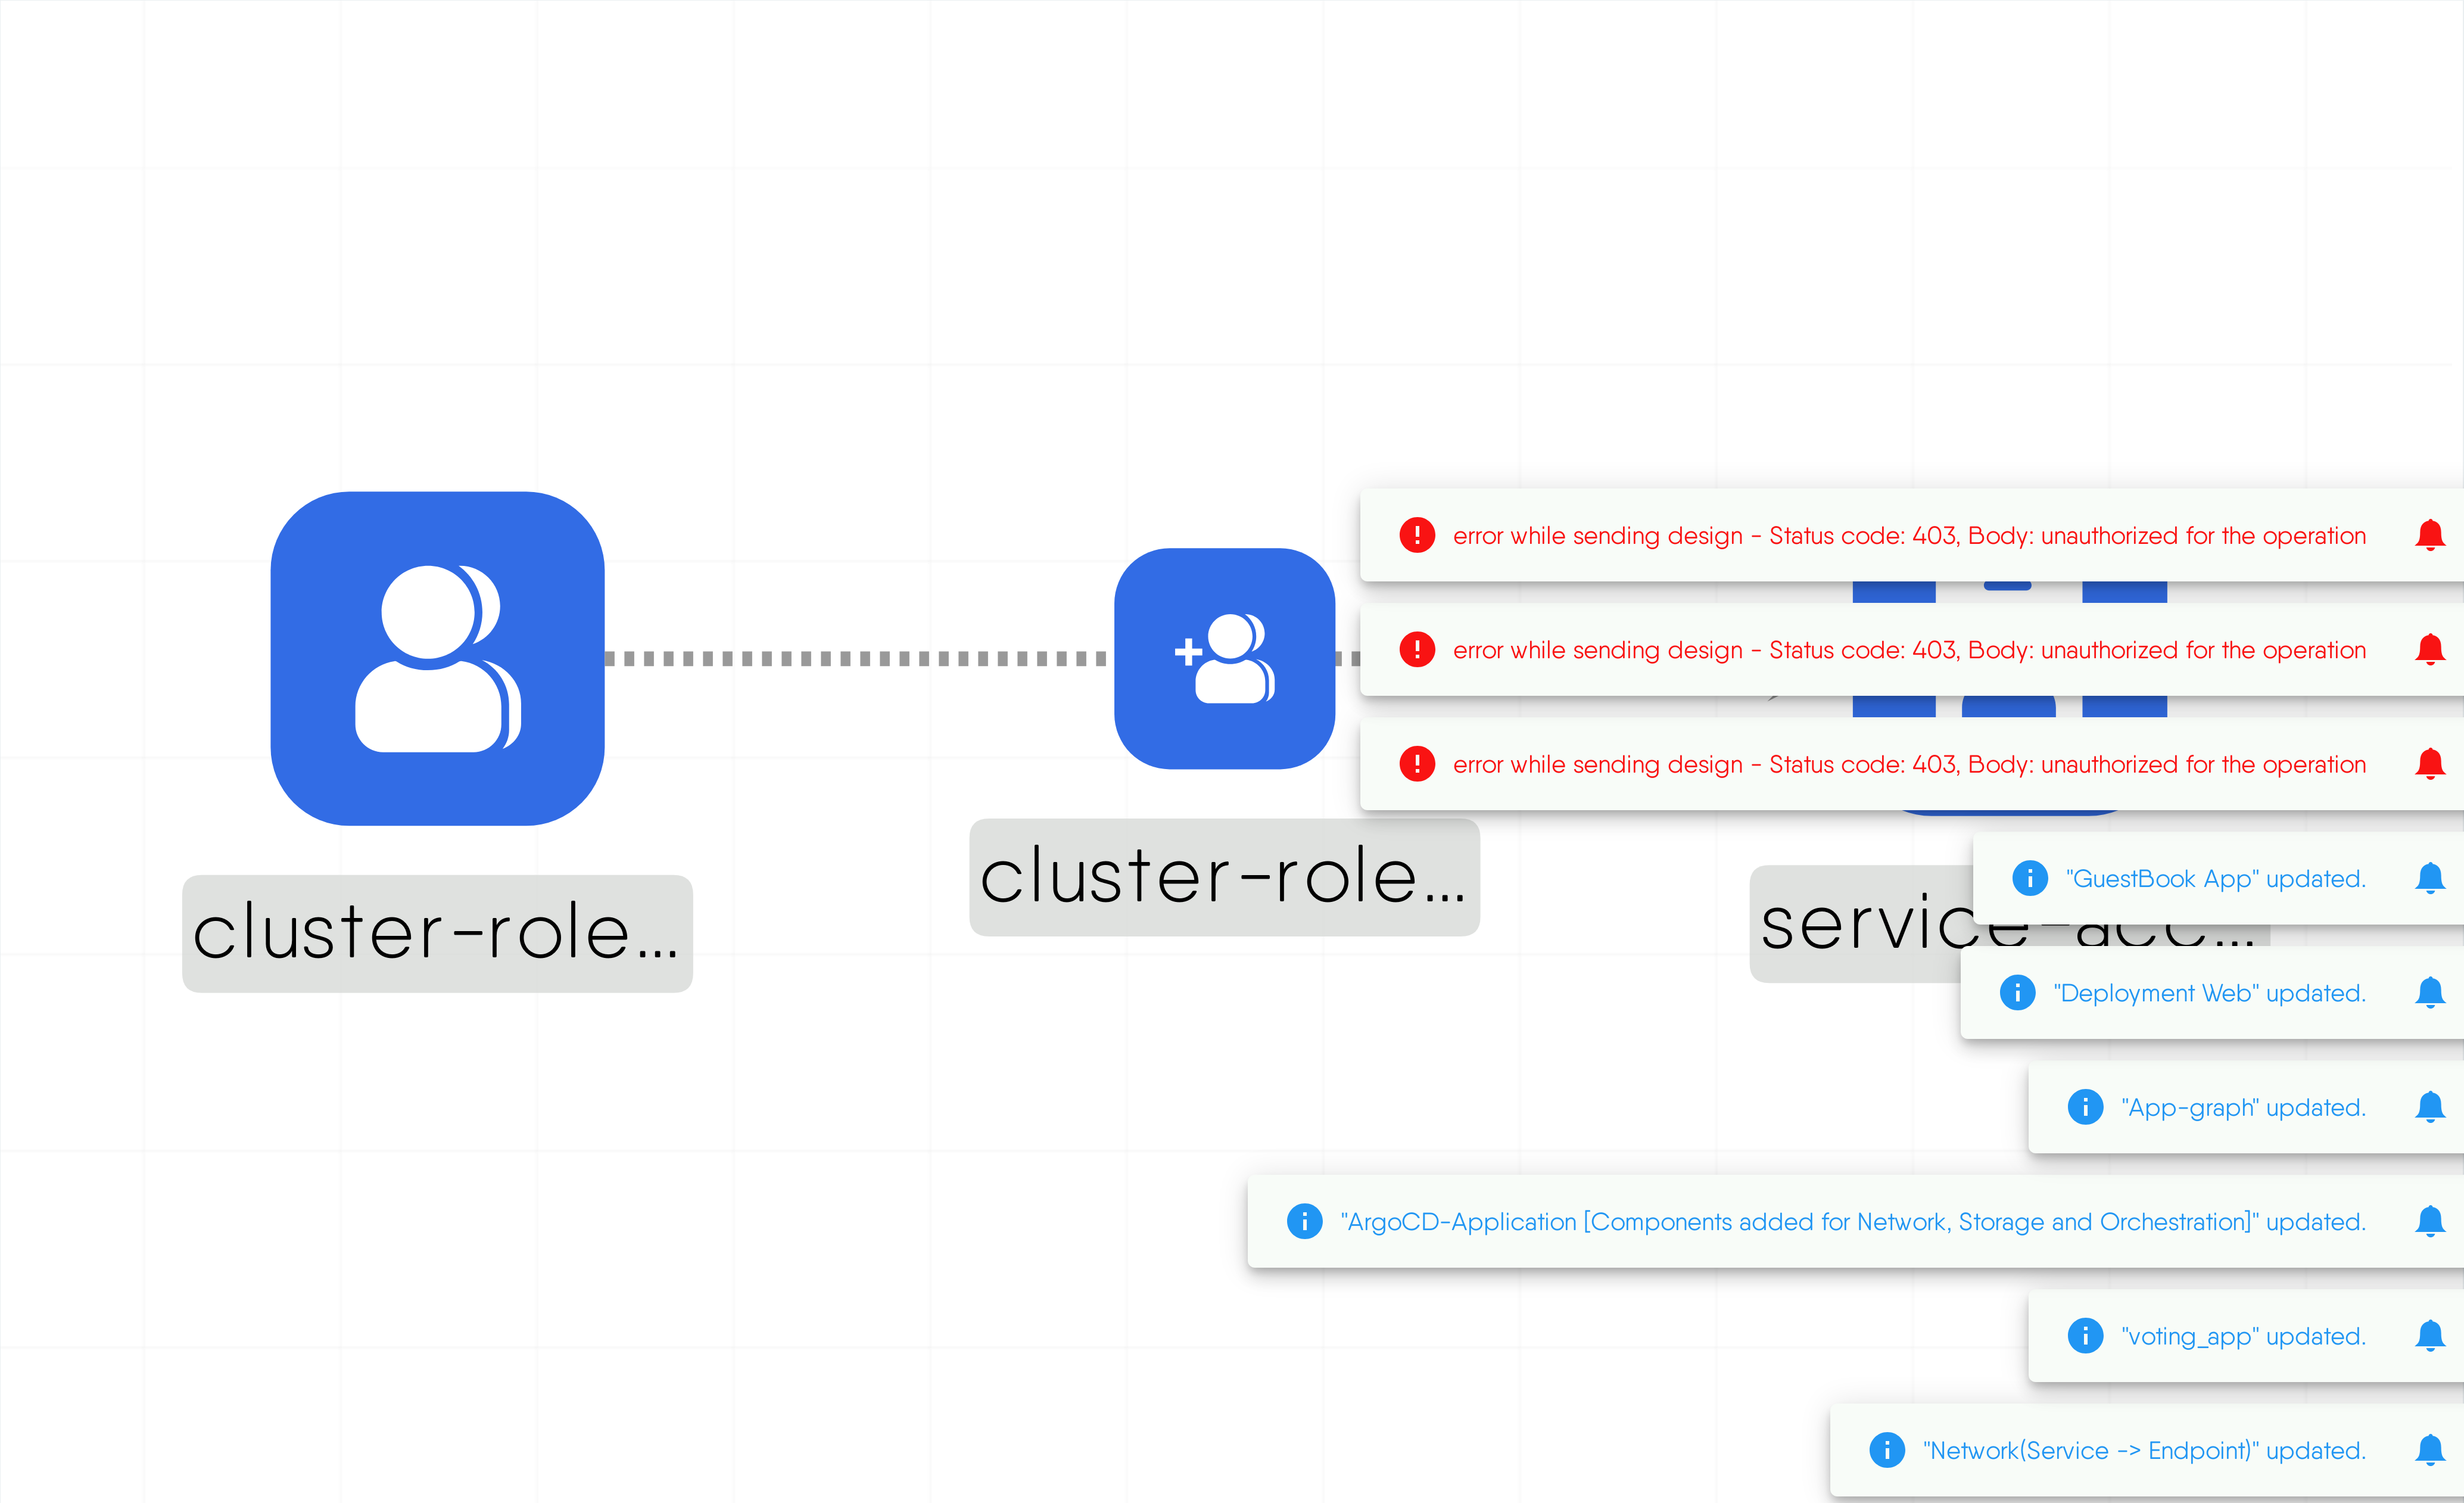 error while sending design - Status code: 403, Body: unauthorized for the operation
error while sending design - Status code: 403, Body: unauthorized for the operation
error while sending design - Status code: 403, Body: unauthorized for the operation
cluster-role...
cluster-role...
service-acc...
"GuestBook App" updated.
"Deployment Web" updated.
"App-graph" updated.
"ArgoCD-Application [Components added for Network, Storage and Orchestration]" updated.
"voting_app" updated.
"Network(Service -> Endpoint)" updated.